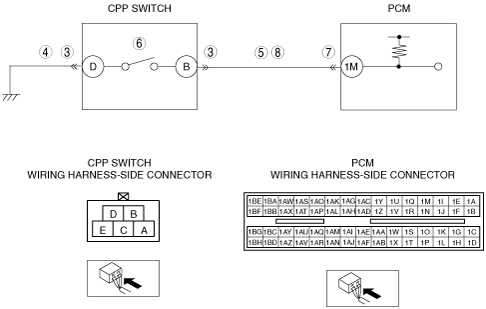 CPP SWITCH PCM
4 3 6 3 5 8 7
D B 1M
CPP SWITCH
WIRING HARNESS-SIDE CONNECTOR
D B
E C A
PCM
WIRING HARNESS-SIDE CONNECTOR
1BE 1BA 1AW 1AS 1AO 1AK 1AG 1AC 1Y 1U 1Q 1M 1I 1E 1A
1BF 1BB 1AX 1AT 1AP 1AL 1AH 1AD 1Z 1V 1R 1N 1J 1F 1B
1BG 1BC 1AY 1AU 1AQ 1AM 1AI 1AE 1AA 1W 1S 1O 1K 1G 1C
1BH 1BD 1AZ 1AV 1AR 1AN 1AJ 1AF 1AB 1X 1T 1P 1L 1H 1D